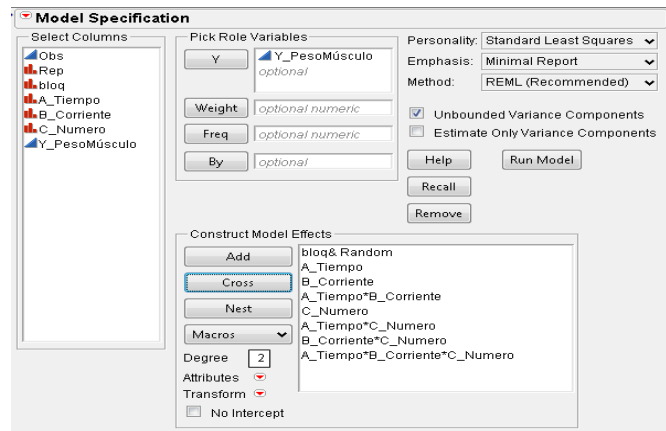 Model Specification
Select Columns
Obs
Rep
bloq
A_Tiempo
B_Corriente
C_Numero
Y_PesoMúsculo
Pick Role Variables
Y
Y_PesoMúsculo
optional
Weight
optional numeric
Freq
optional numeric
By
optional
Personality: Standard Least Squares
Emphasis: Minimal Report
Method: REML (Recommended)
Unbounded Variance Components
Estimate Only Variance Components
Help
Run Model
Recall
Remove
Construct Model Effects
Add
Cross
Nest
Macros
Degree 2
Attributes
Transform
No Intercept
bloq& Random
A_Tiempo
B_Corriente
A_Tiempo*B_Corriente
C_Numero
A_Tiempo*C_Numero
B_Corriente*C_Numero
A_Tiempo*B_Corriente*C_Numero